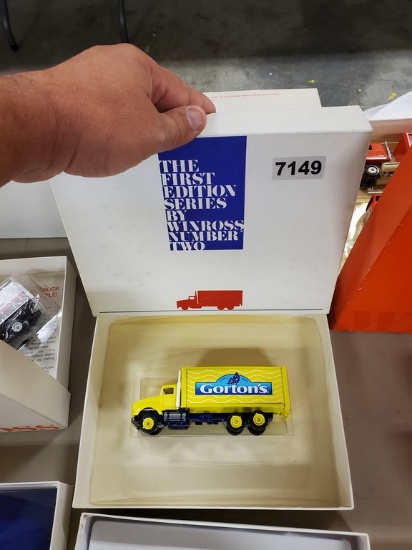 7149
THE
FIRST
EDITION
SERIES
BY
WINROSS
NUMBER
TWO
Gorton's